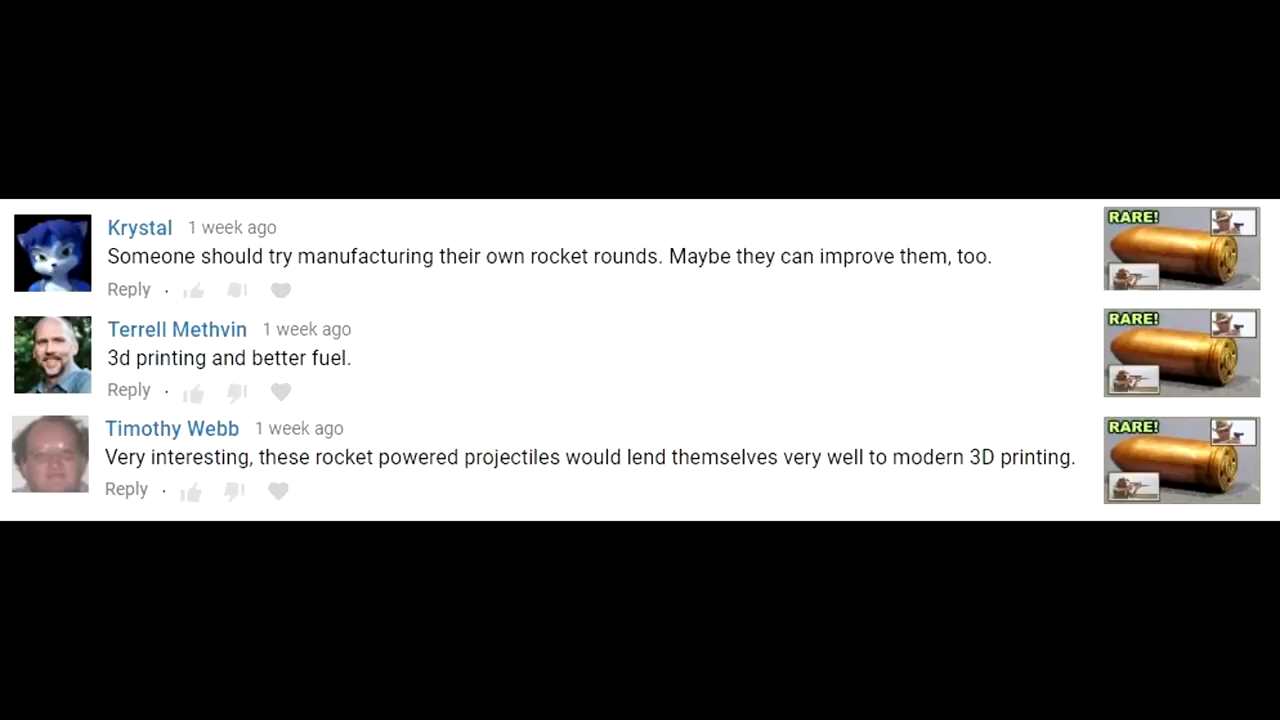 Krystal 1 week ago
RARE!
Someone should try manufacturing their own rocket rounds. Maybe they can improve them, too.
Reply ·
Terrell Methvin 1 week ago
RARE!
3d printing and better fuel.
Reply ·
Timothy Webb 1 week ago
RARE!
Very interesting, these rocket powered projectiles would lend themselves very well to modern 3D printing.
Reply ·